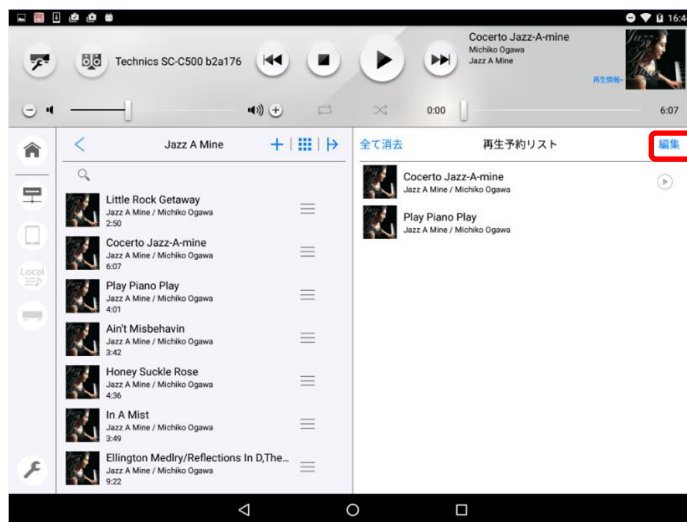 16:4
Technics SC-C500 b2a176
Cocerto Jazz-A-mine
Michiko Ogawa
Jazz A Mine
再生情報»
0:00
6:07
Jazz A Mine
Little Rock Getaway
Jazz A Mine / Michiko Ogawa
2:50
Cocerto Jazz-A-mine
Jazz A Mine / Michiko Ogawa
6:07
Play Piano Play
Jazz A Mine / Michiko Ogawa
4:01
Ain't Misbehavin
Jazz A Mine / Michiko Ogawa
3:42
Honey Suckle Rose
Jazz A Mine / Michiko Ogawa
4:36
In A Mist
Jazz A Mine / Michiko Ogawa
3:49
Ellington Medlry/Reflections In D,The...
Jazz A Mine / Michiko Ogawa
9:22
Local
全て消去
再生予約リスト
編集
Cocerto Jazz-A-mine
Jazz A Mine / Michiko Ogawa
Play Piano Play
Jazz A Mine / Michiko Ogawa